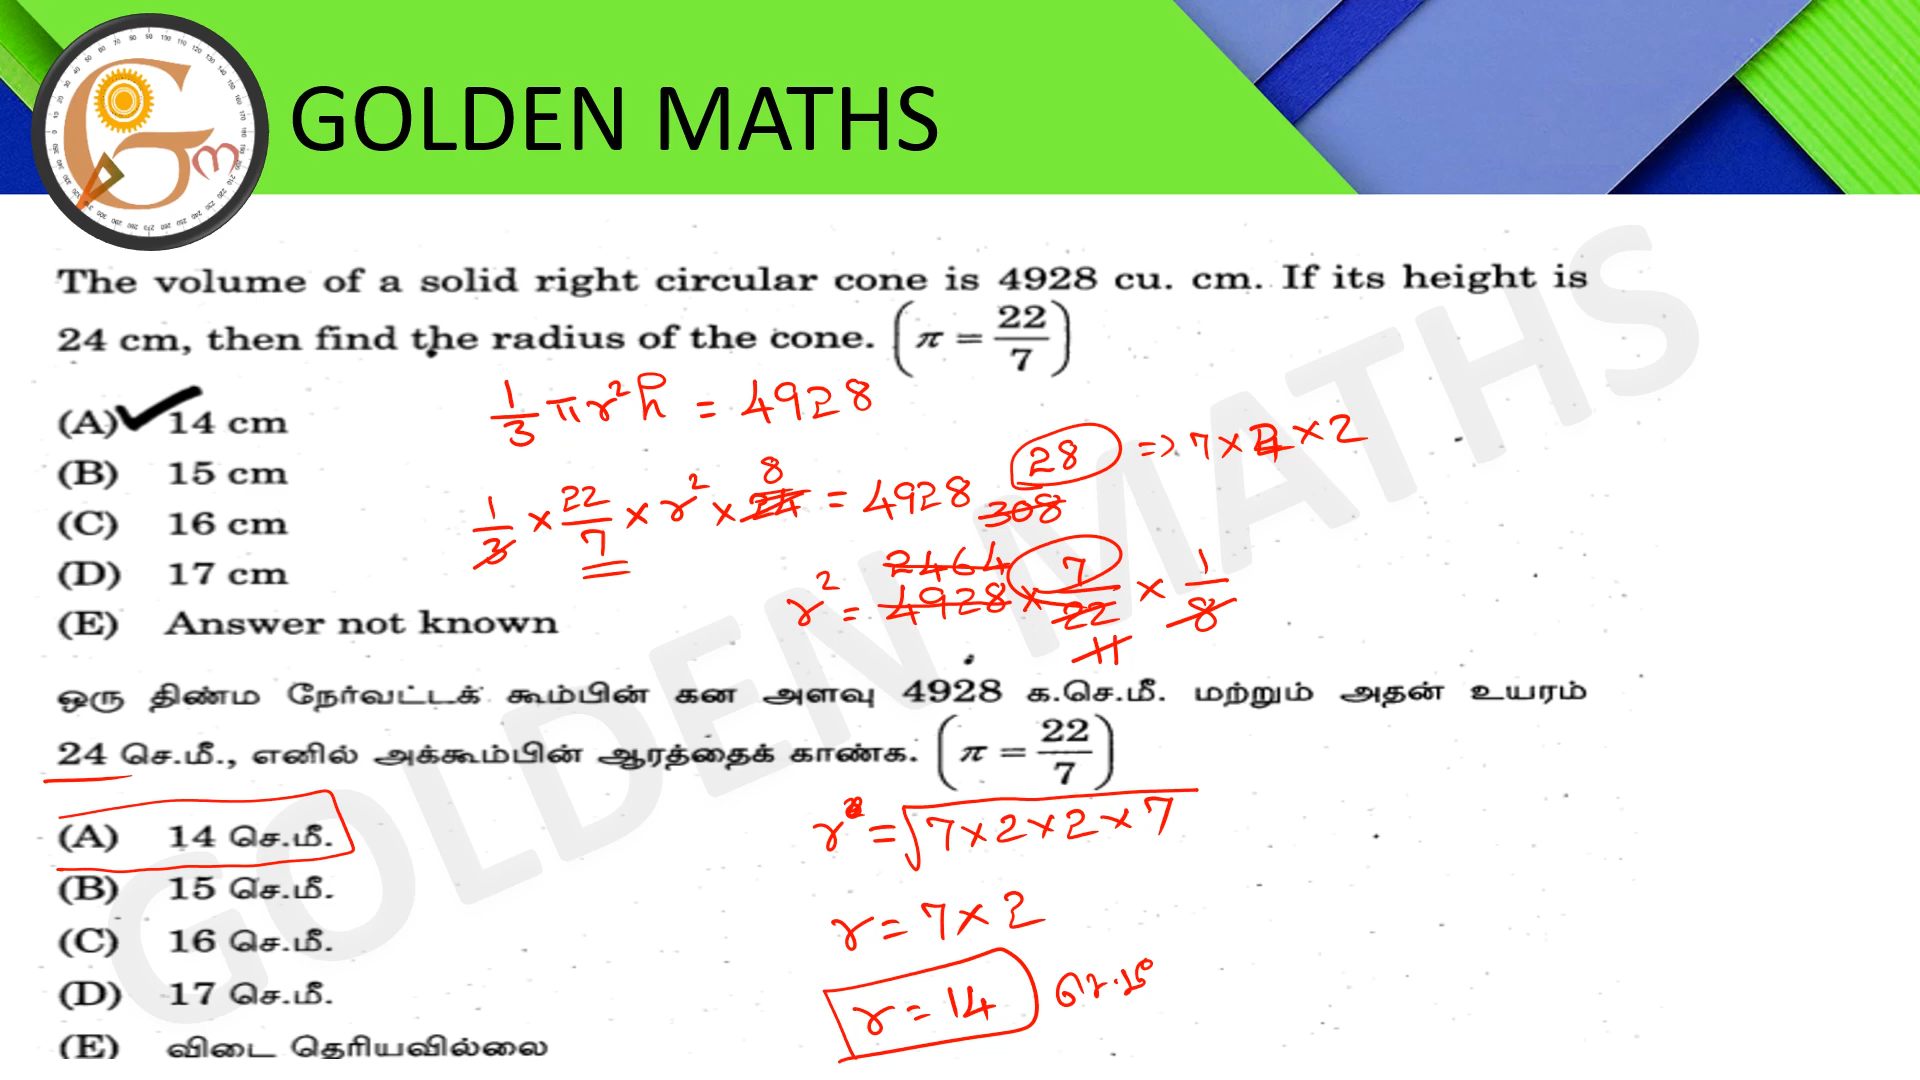 GOLDEN MATHS
The volume of a solid right circular cone is 4928 cu. cm. If its height is
24 cm, then find the radius of the cone. (π = 22/7)
(A) 14 cm
(B) 15 cm
(C) 16 cm
(D) 17 cm
(E) Answer not known
1/3 πr²h = 4928
1/3 × 22/7 × r² × 24 = 4928
8
28 => 7 × 4 × 2
308
2464
r² = 4928 × 7/22 × 1/8
11
ஒரு திண்ம நேர்வட்டக் கூம்பின் கன அளவு 4928 க.செ.மீ. மற்றும் அதன் உயரம்
24 செ.மீ., எனில் அக்கூம்பின் ஆரத்தைக் காண்க. (π = 22/7)
(A) 14 செ.மீ.
(B) 15 செ.மீ.
(C) 16 செ.மீ.
(D) 17 செ.மீ.
(E) விடை தெரியவில்லை
r = √7×2×2×7
r = 7×2
r = 14 செ.மீ
GOLDEN MATHS